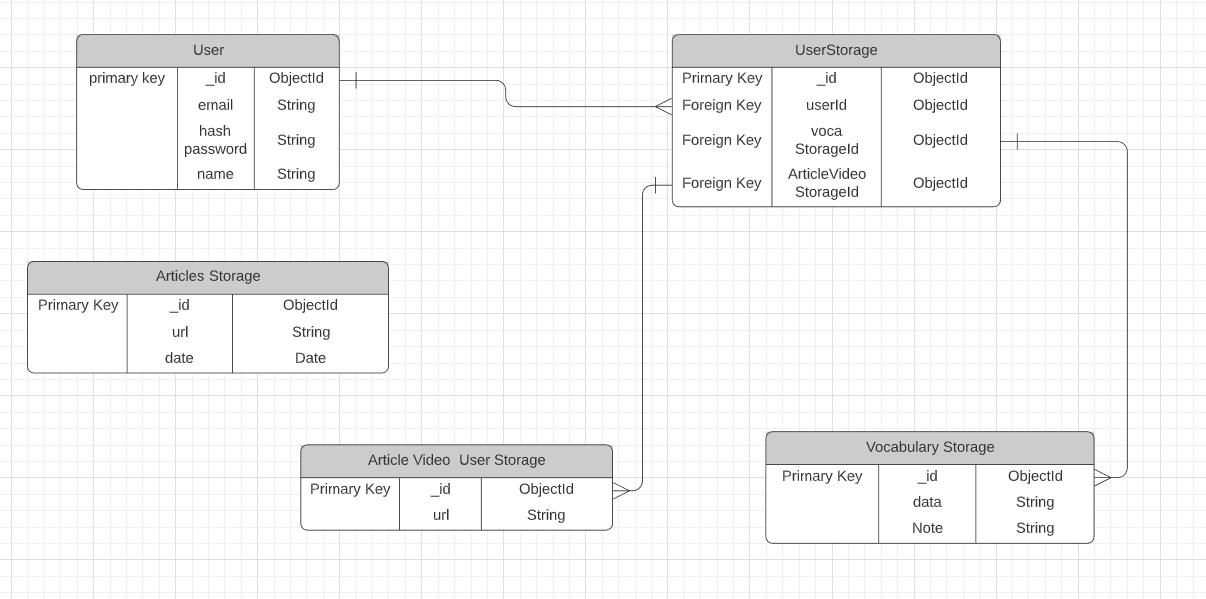 User
primary key _id ObjectId
email String
hash
password String
name String
UserStorage
Primary Key _id ObjectId
Foreign Key userId ObjectId
Foreign Key voca
StorageId ObjectId
Foreign Key ArticleVideo
StorageId ObjectId
Articles Storage
Prirnary Key _id ObjectId
url String
date Date
Article Video  User Storage
Prirnary Key _id ObjectId
url String
Vocabulary Storage
Prirnary Key _id ObjectId
data String
Note String